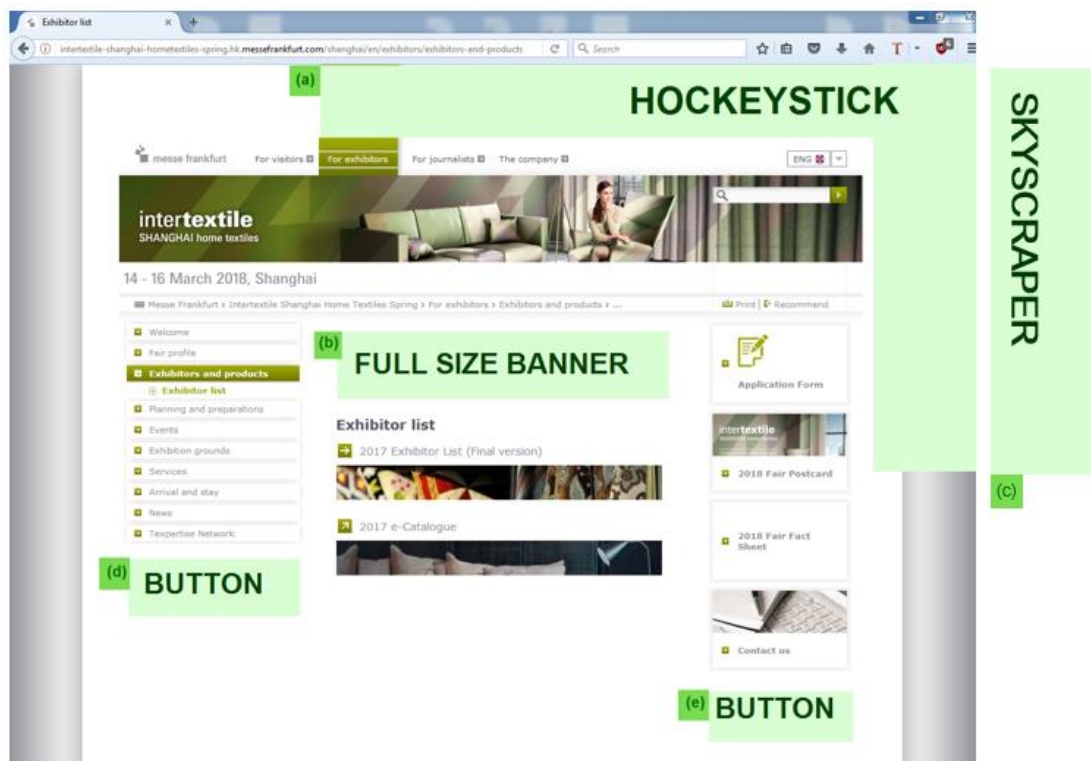 Exhibitor list
intertextile-shanghai-hometextiles-spring.hk.messefrankfurt.com/shanghai/en/exhibitors/exhibitors-and-products
Search
(a)
HOCKEYSTICK
SKYSCRAPER
(c)
messe frankfurt
For visitors
For exhibitors
For journalists
The company
ENG
intertextile
SHANGHAI home textiles
14 - 16 March 2018, Shanghai
Messe Frankfurt › Intertextile Shanghai Home Textiles Spring › For exhibitors › Exhibitors and products › ...
Print | Recommend
Welcome
Fair profile
Exhibitors and products
Exhibitor list
Planning and preparations
Events
Exhibition grounds
Services
Arrival and stay
News
Texpertise Network
(d)
BUTTON
(b)
FULL SIZE BANNER
Exhibitor list
2017 Exhibitor List (Final version)
2017 e-Catalogue
Application Form
intertextile
2018 Fair Postcard
2018 Fair Fact
Sheet
Contact us
(e)
BUTTON